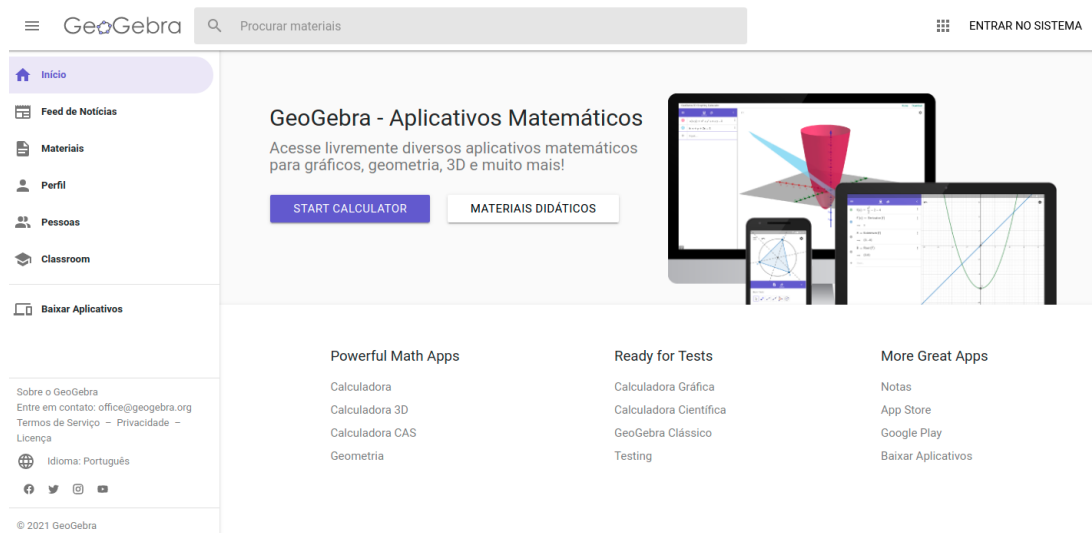 GeoGebra
Procurar materiais
ENTRAR NO SISTEMA
Início
Feed de Notícias
Materiais
Perfil
Pessoas
Classroom
Baixar Aplicativos
Sobre o GeoGebra
Entre em contato: office@geogebra.org
Termos de Serviço – Privacidade –
Licença
Idioma: Português
© 2021 GeoGebra
GeoGebra - Aplicativos Matemáticos
Acesse livremente diversos aplicativos matemáticos
para gráficos, geometria, 3D e muito mais!
START CALCULATOR
MATERIAIS DIDÁTICOS
Powerful Math Apps
Calculadora
Calculadora 3D
Calculadora CAS
Geometria
Ready for Tests
Calculadora Gráfica
Calculadora Científica
GeoGebra Clássico
Testing
More Great Apps
Notas
App Store
Google Play
Baixar Aplicativos